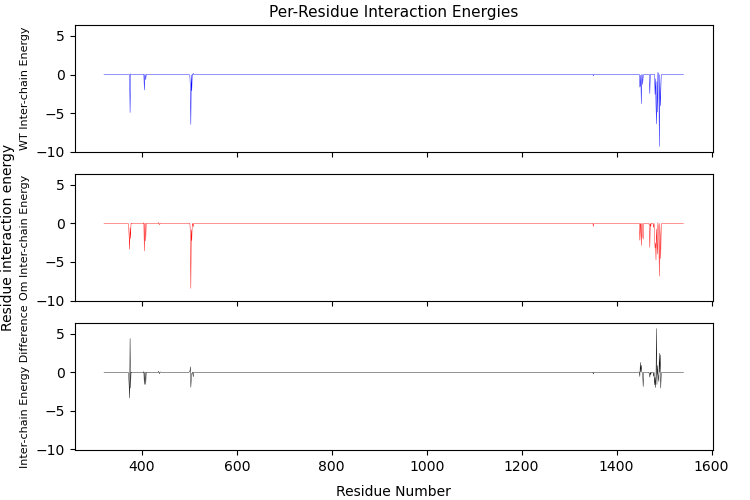 Per-Residue Interaction Energies
Residue interaction energy
WT Inter-chain Energy
5
0
−5
−10
Om Inter-chain Energy
5
0
−5
−10
Inter-chain Energy Difference
5
0
−5
−10
400 600 800 1000 1200 1400 1600
Residue Number